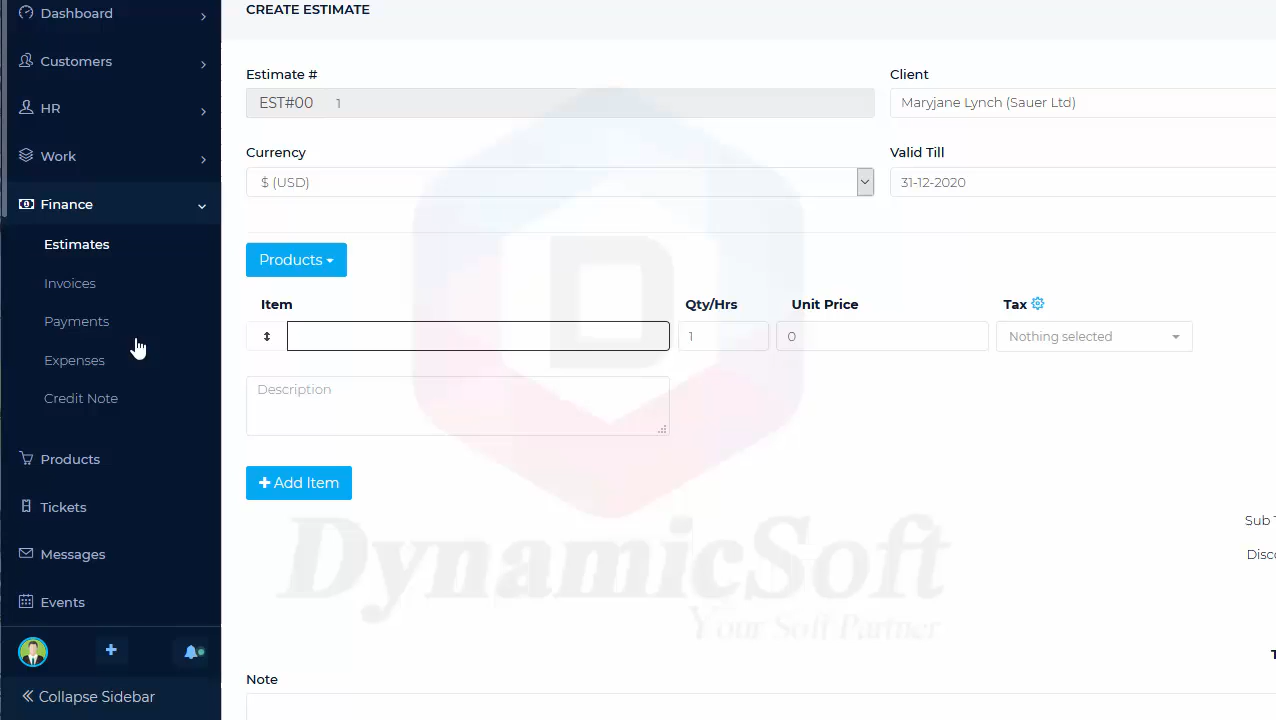 Dashboard
Customers
HR
Work
Finance
Estimates
Invoices
Payments
Expenses
Credit Note
Products
Tickets
Messages
Events
Collapse Sidebar
CREATE ESTIMATE
Estimate #
Client
EST#00 1
Maryjane Lynch (Sauer Ltd)
Currency
Valid Till
$ (USD)
31-12-2020
Products
Item Qty/Hrs Unit Price Tax
1 0 Nothing selected
Description
+ Add Item
Sub
D
DynamicSoft
Your Soft Partner
Note